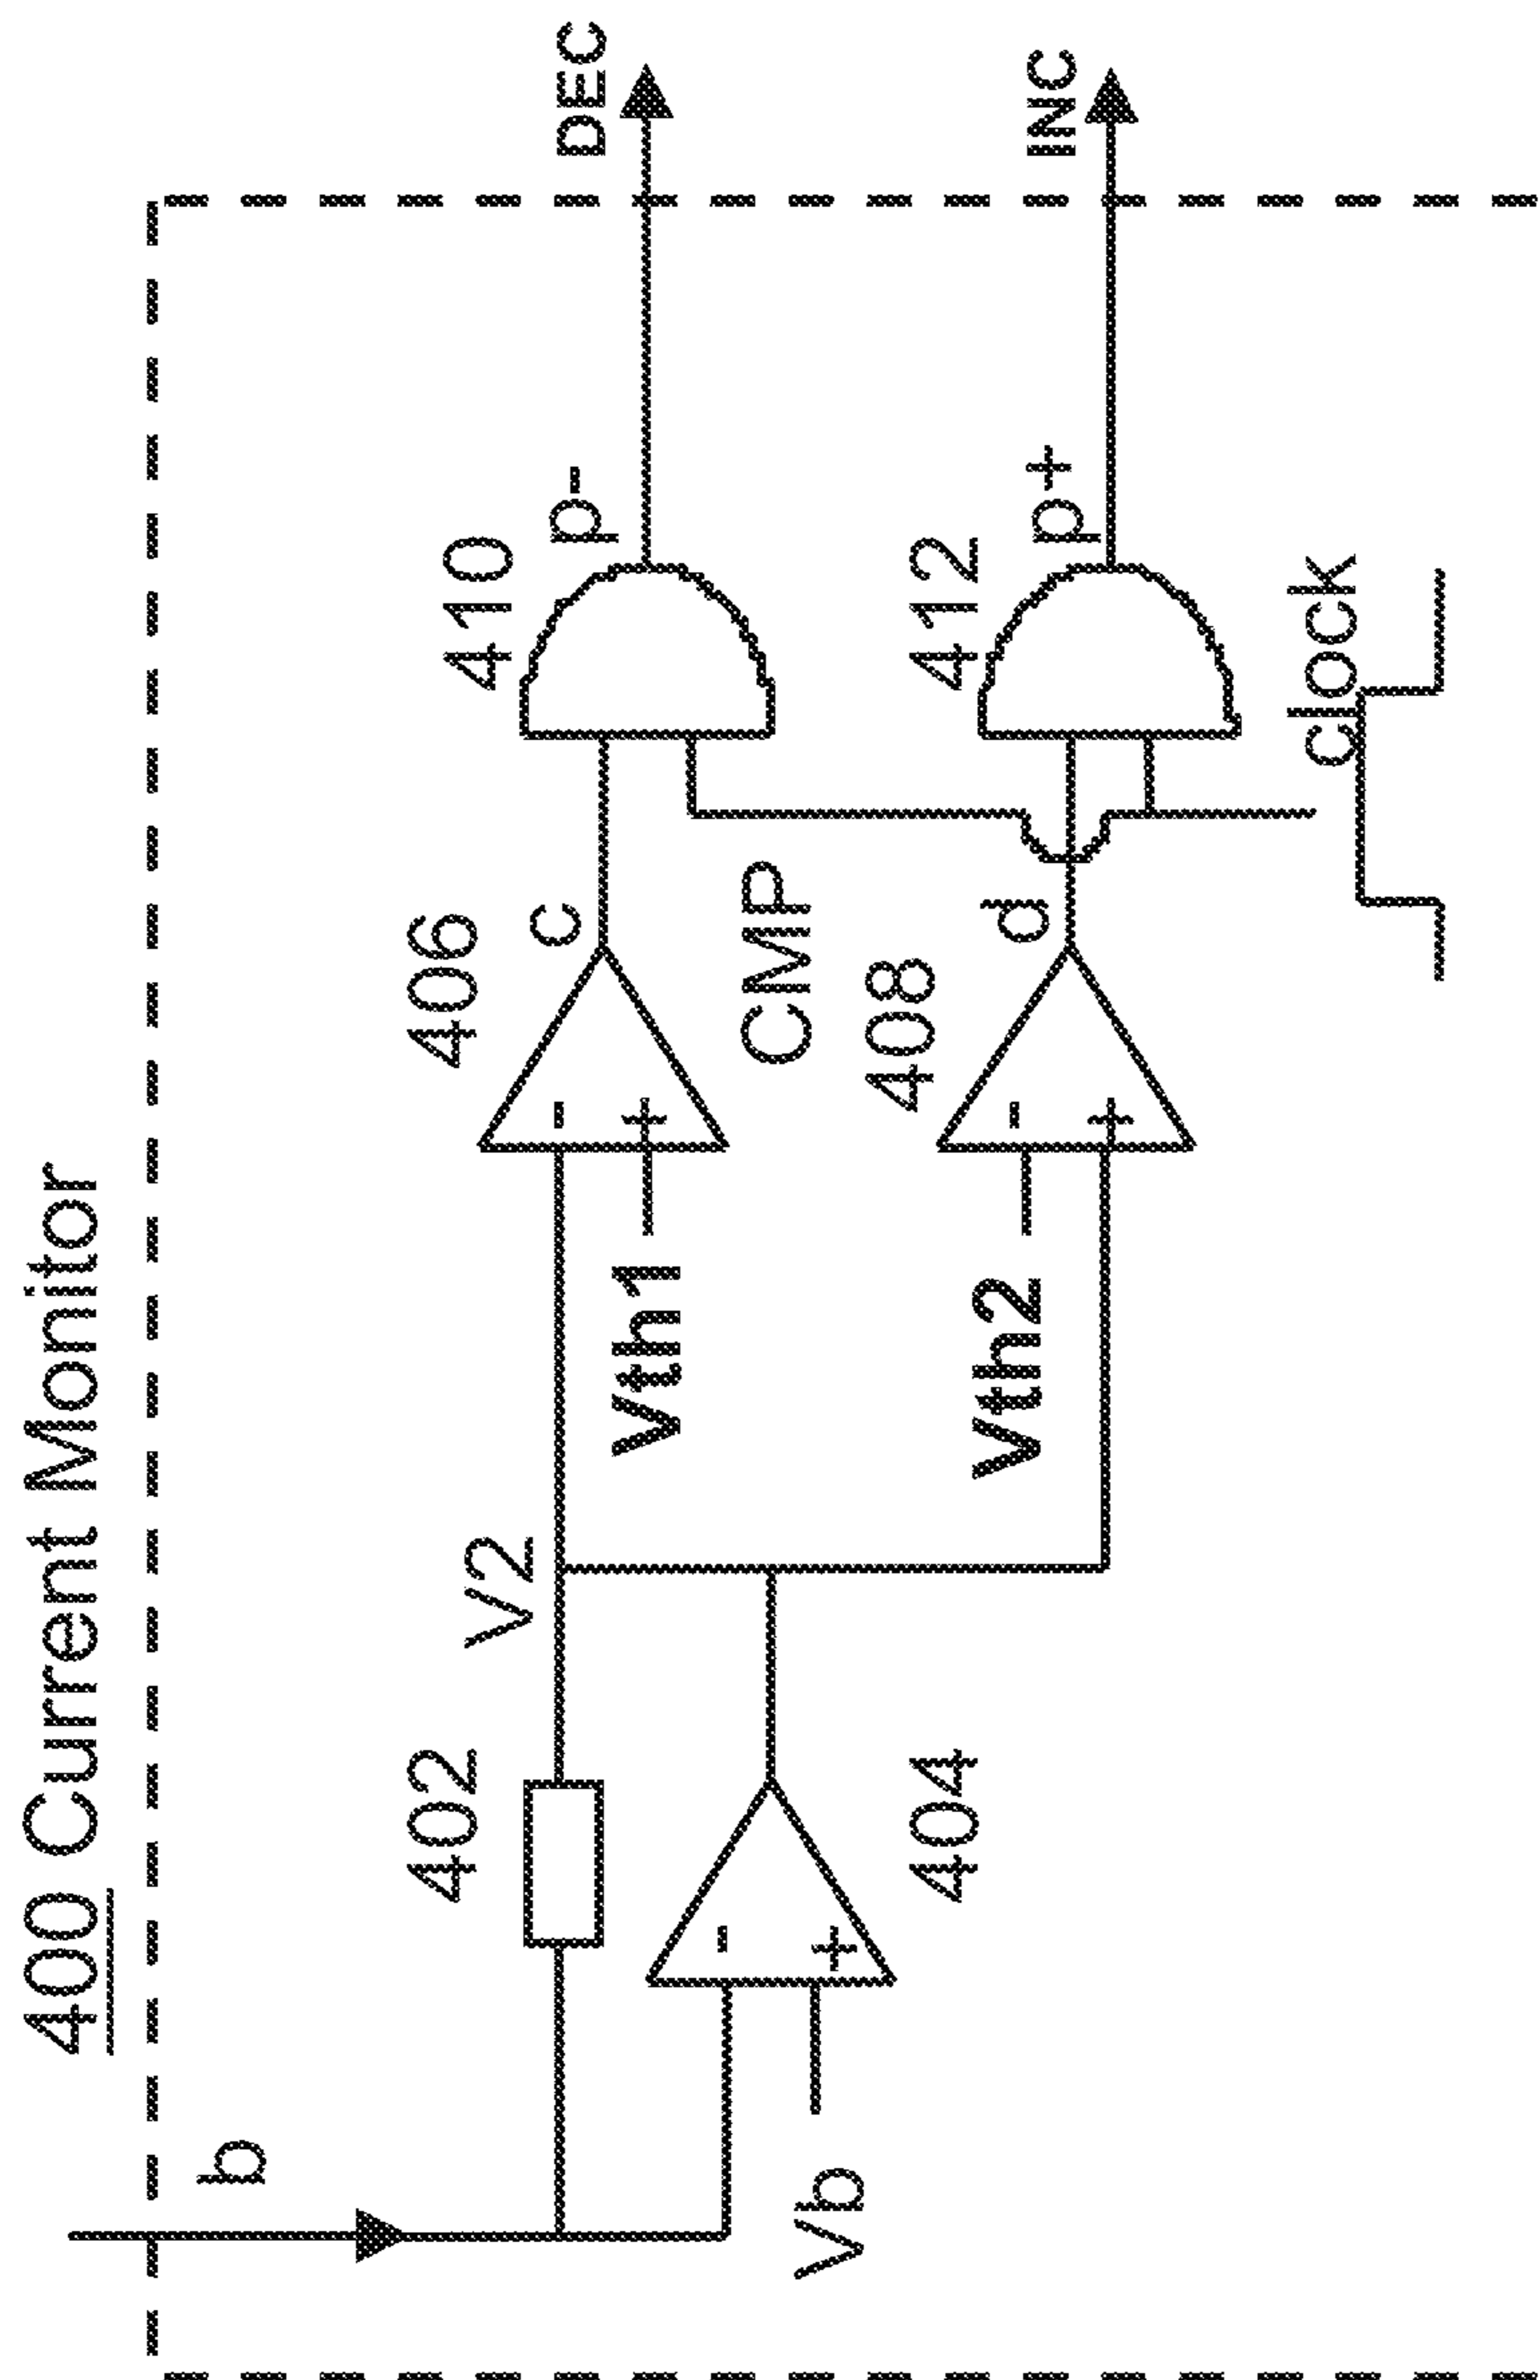 400 Current Monitor
b
402
V2
406
c
410
p-
DEC
Vb
-
+
404
Vth1
-
+
CMP
Vth2
408
-
+
d
412
p+
INC
clock